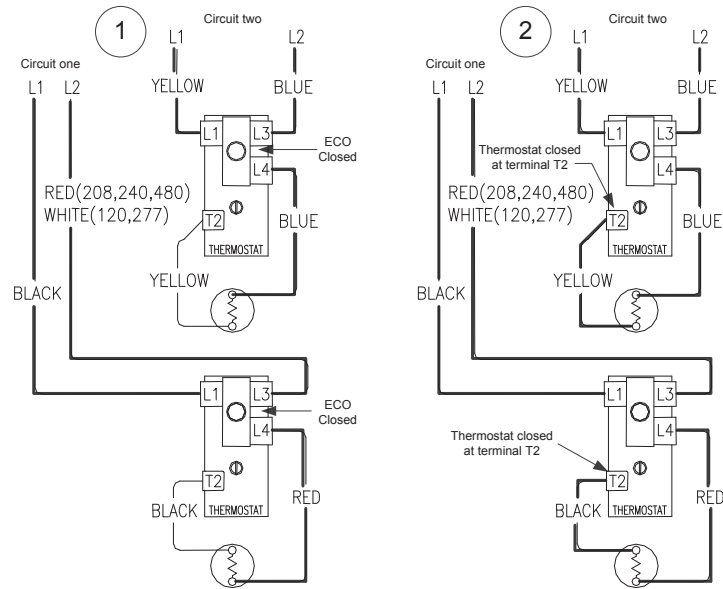 1
Circuit two
L1 L2
Circuit one
L1 L2
YELLOW BLUE
L1 L3
ECO
Closed
L4
RED(208,240,480)
WHITE(120,277)
T2
BLUE
THERMOSTAT
YELLOW
BLACK
L1 L3
ECO
Closed
L4
T2
RED
BLACK THERMOSTAT
2
Circuit two
L1 L2
Circuit one
L1 L2
YELLOW BLUE
L1 L3
Thermostat closed
at terminal T2
L4
RED(208,240,480)
WHITE(120,277)
T2
BLUE
THERMOSTAT
YELLOW
BLACK
L1 L3
L4
Thermostat closed
at terminal T2
T2
RED
BLACK THERMOSTAT